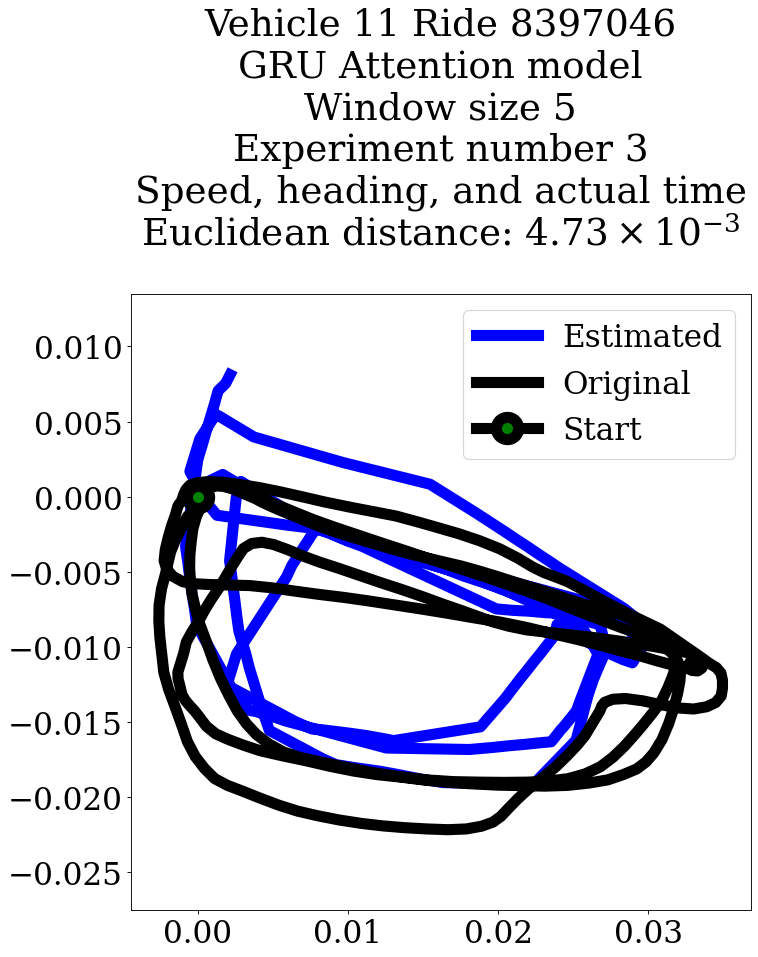 Vehicle 11 Ride 8397046
GRU Attention model
Window size 5
Experiment number 3
Speed, heading, and actual time
Euclidean distance: 4.73 × 10⁻³
Estimated
Original
Start
0.010
0.005
0.000
−0.005
−0.010
−0.015
−0.020
−0.025
0.00 0.01 0.02 0.03